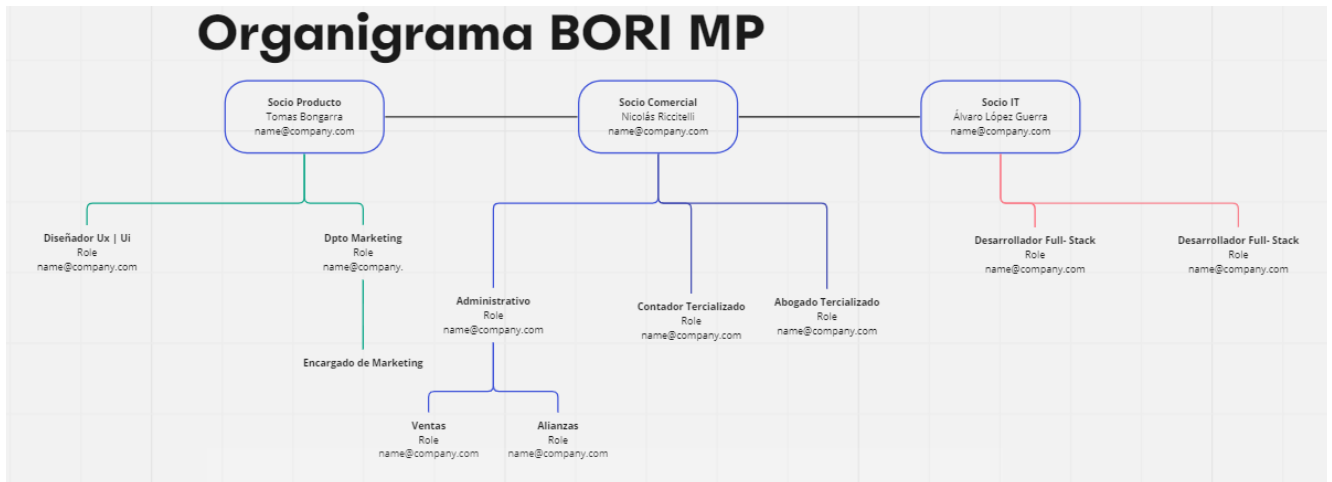 Organigrama BORI MP
Socio Producto
Tomas Bongarra
name@company.com
Socio Comercial
Nicolás Riccitelli
name@company.com
Socio IT
Álvaro López Guerra
name@company.com
Diseñador Ux | Ui
Role
name@company.com
Dpto Marketing
Role
name@company.
Encargado de Marketing
Administrativo
Role
name@company.com
Contador Tercializado
Role
name@company.com
Abogado Tercializado
Role
name@company.com
Ventas
Role
name@company.com
Alianzas
Role
name@company.com
Desarrollador Full- Stack
Role
name@company.com
Desarrollador Full- Stack
Role
name@company.com